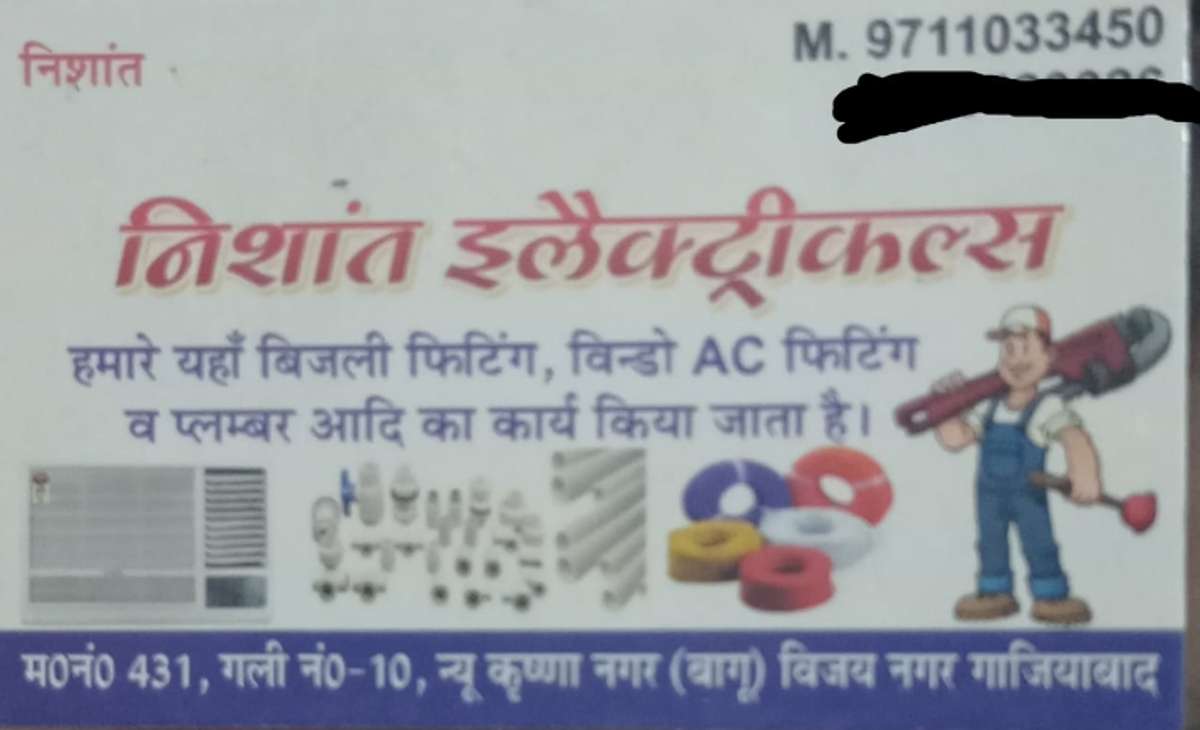 निशांत
M. 9711033450
निशांत इलैक्ट्रीकल्स
हमारे यहाँ बिजली फिटिंग, विन्डो AC फिटिंग
व प्लम्बर आदि का कार्य किया जाता है।
म0नं0 431, गली नं0-10, न्यू कृष्णा नगर (बागू) विजय नगर गाजियाबाद